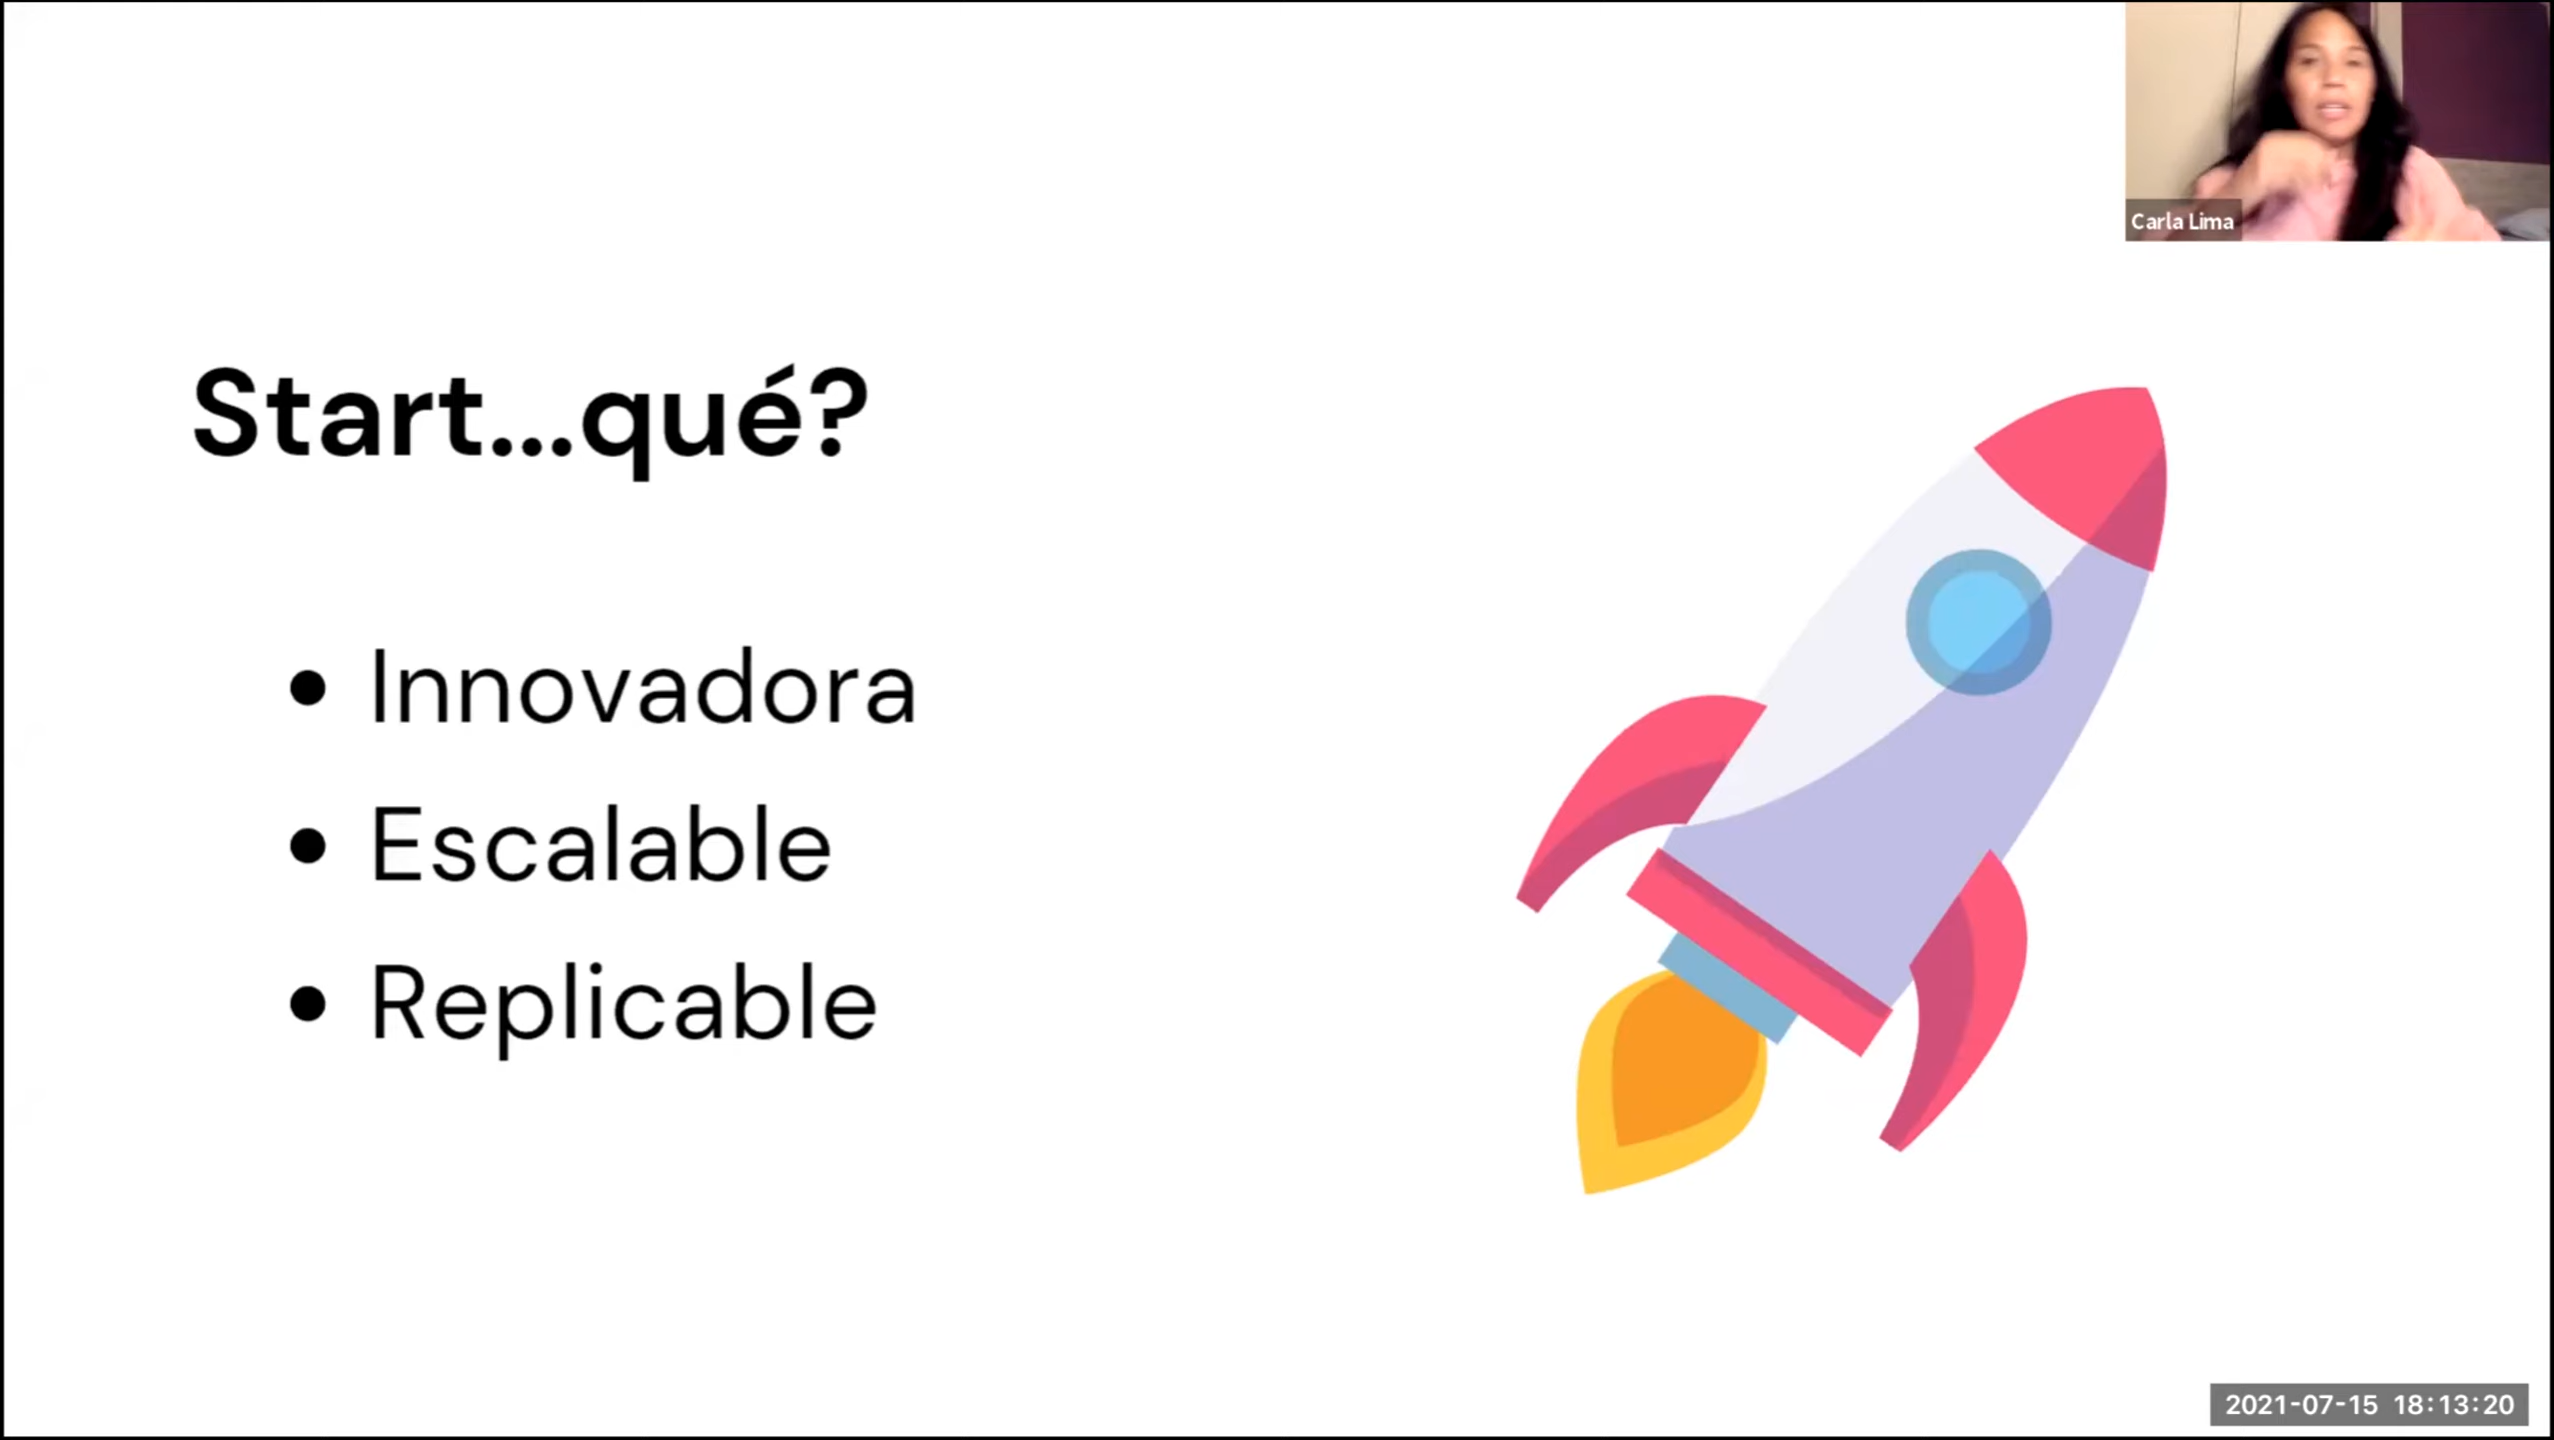 Carla Lima
Start...qué?
• Innovadora
• Escalable
• Replicable
2021-07-15 18:13:20